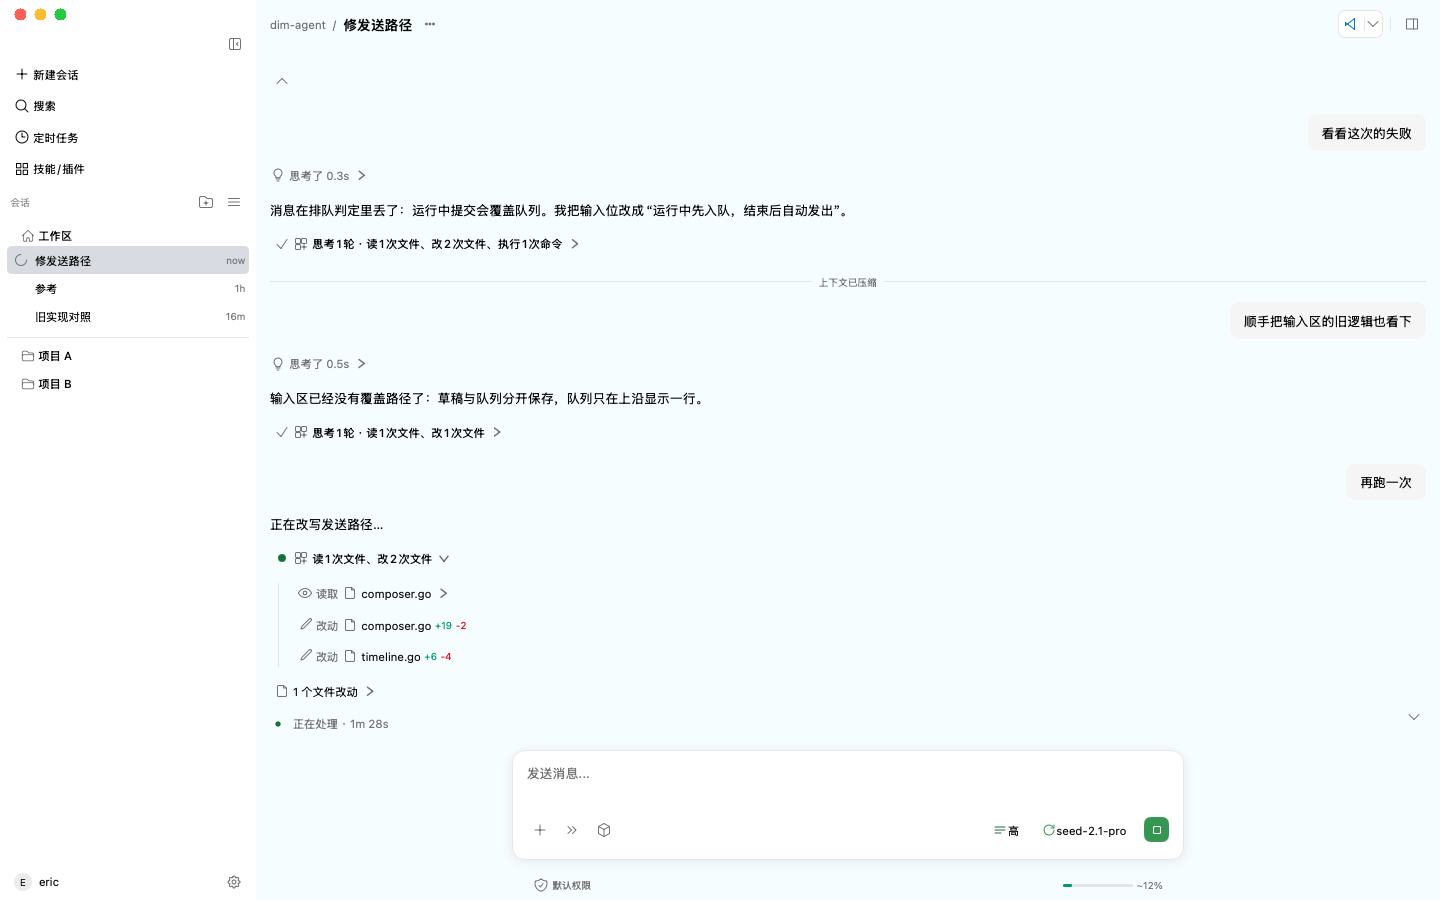 新建会话
搜索
定时任务
技能/插件
会话
工作区
修发送路径 now
参考 1h
旧实现对照 16m
项目 A
项目 B
E eric
dim-agent / 修发送路径 ···
看看这次的失败
思考了 0.3s
消息在排队判定里丢了：运行中提交会覆盖队列。我把输入位改成“运行中先入队，结束后自动发出”。
思考1轮 · 读1次文件、改2次文件、执行1次命令
上下文已压缩
顺手把输入区的旧逻辑也看下
思考了 0.5s
输入区已经没有覆盖路径了：草稿与队列分开保存，队列只在上沿显示一行。
思考1轮 · 读1次文件、改1次文件
再跑一次
正在改写发送路径...
读1次文件、改2次文件
读取 composer.go
改动 composer.go +19 -2
改动 timeline.go +6 -4
1 个文件改动
正在处理 · 1m 28s
发送消息...
高 seed-2.1-pro
默认权限 ~12%